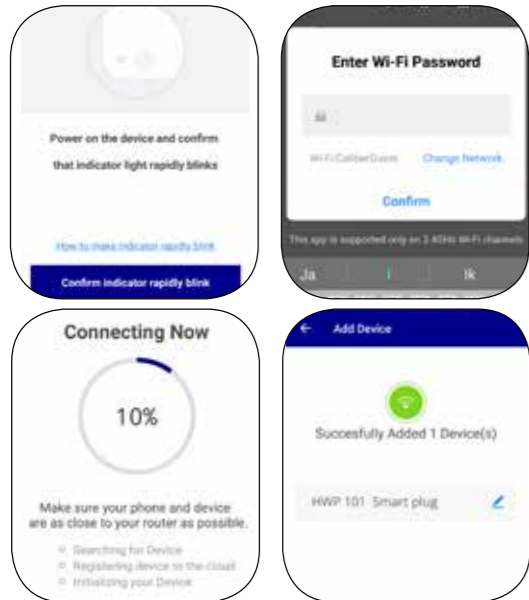 Power on the device and confirm
that indicator light rapidly blinks
How to make indicator rapidly blink
Confirm indicator rapidly blink
Enter Wi-Fi Password
Change Network
Confirm
This app is supported only on 2.4GHz Wi-Fi channels
Ja
I
Ik
Connecting Now
10%
Make sure your phone and device
are as close to your router as possible.
Searching for Device
Registering device to the cloud
Initializing your Device
Add Device
Succesfully Added 1 Device(s)
HWP 101 Smart plug